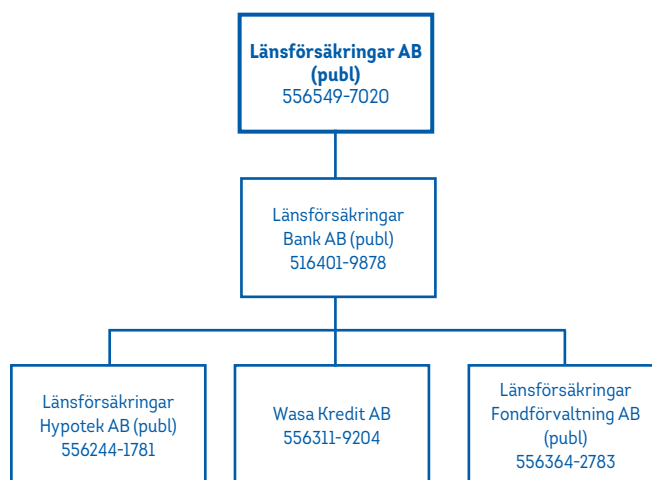 Länsförsäkringar AB
(publ)
556549-7020
Länsförsäkringar
Bank AB (publ)
516401-9878
Länsförsäkringar
Hypotek AB (publ)
556244-1781
Wasa Kredit AB
556311-9204
Länsförsäkringar
Fondförvaltning AB
(publ)
556364-2783